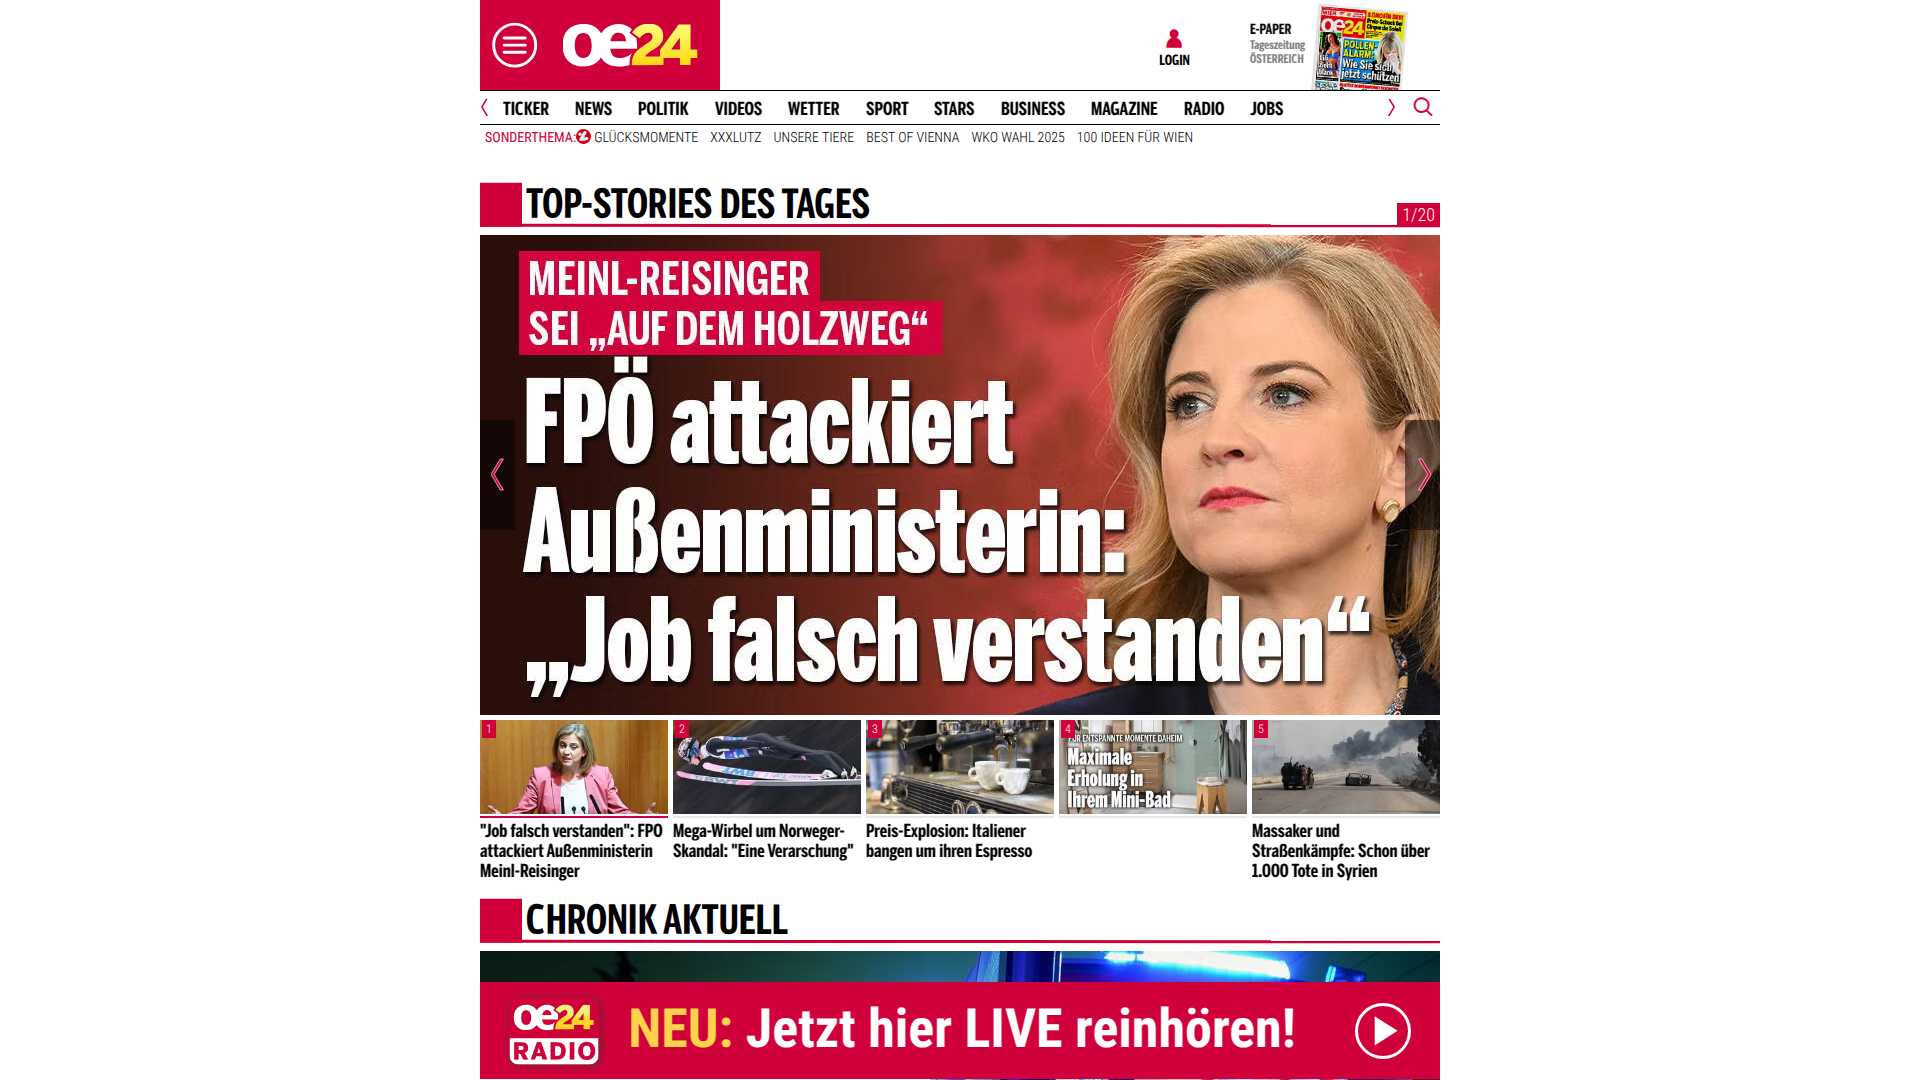 oe24
LOGIN
E-PAPER
Tageszeitung
ÖSTERREICH
oe24
POLLEN-
ALARM:
Wie Sie sich
jetzt schützen
TICKER NEWS POLITIK VIDEOS WETTER SPORT STARS BUSINESS MAGAZINE RADIO JOBS
SONDERTHEMA: GLÜCKSMOMENTE XXXLUTZ UNSERE TIERE BEST OF VIENNA WKO WAHL 2025 100 IDEEN FÜR WIEN
TOP-STORIES DES TAGES
1/20
MEINL-REISINGER
SEI „AUF DEM HOLZWEG“
FPÖ attackiert
Außenministerin:
„Job falsch verstanden“
1 2 3 4 5
FÜR ENTSPANNTE MOMENTE DAHEIM
Maximale
Erholung in
Ihrem Mini-Bad
"Job falsch verstanden": FPÖ
attackiert Außenministerin
Meinl-Reisinger
Mega-Wirbel um Norweger-
Skandal: "Eine Verarschung"
Preis-Explosion: Italiener
bangen um ihren Espresso
Massaker und
Straßenkämpfe: Schon über
1.000 Tote in Syrien
CHRONIK AKTUELL
oe24
RADIO
NEU: Jetzt hier LIVE reinhören!